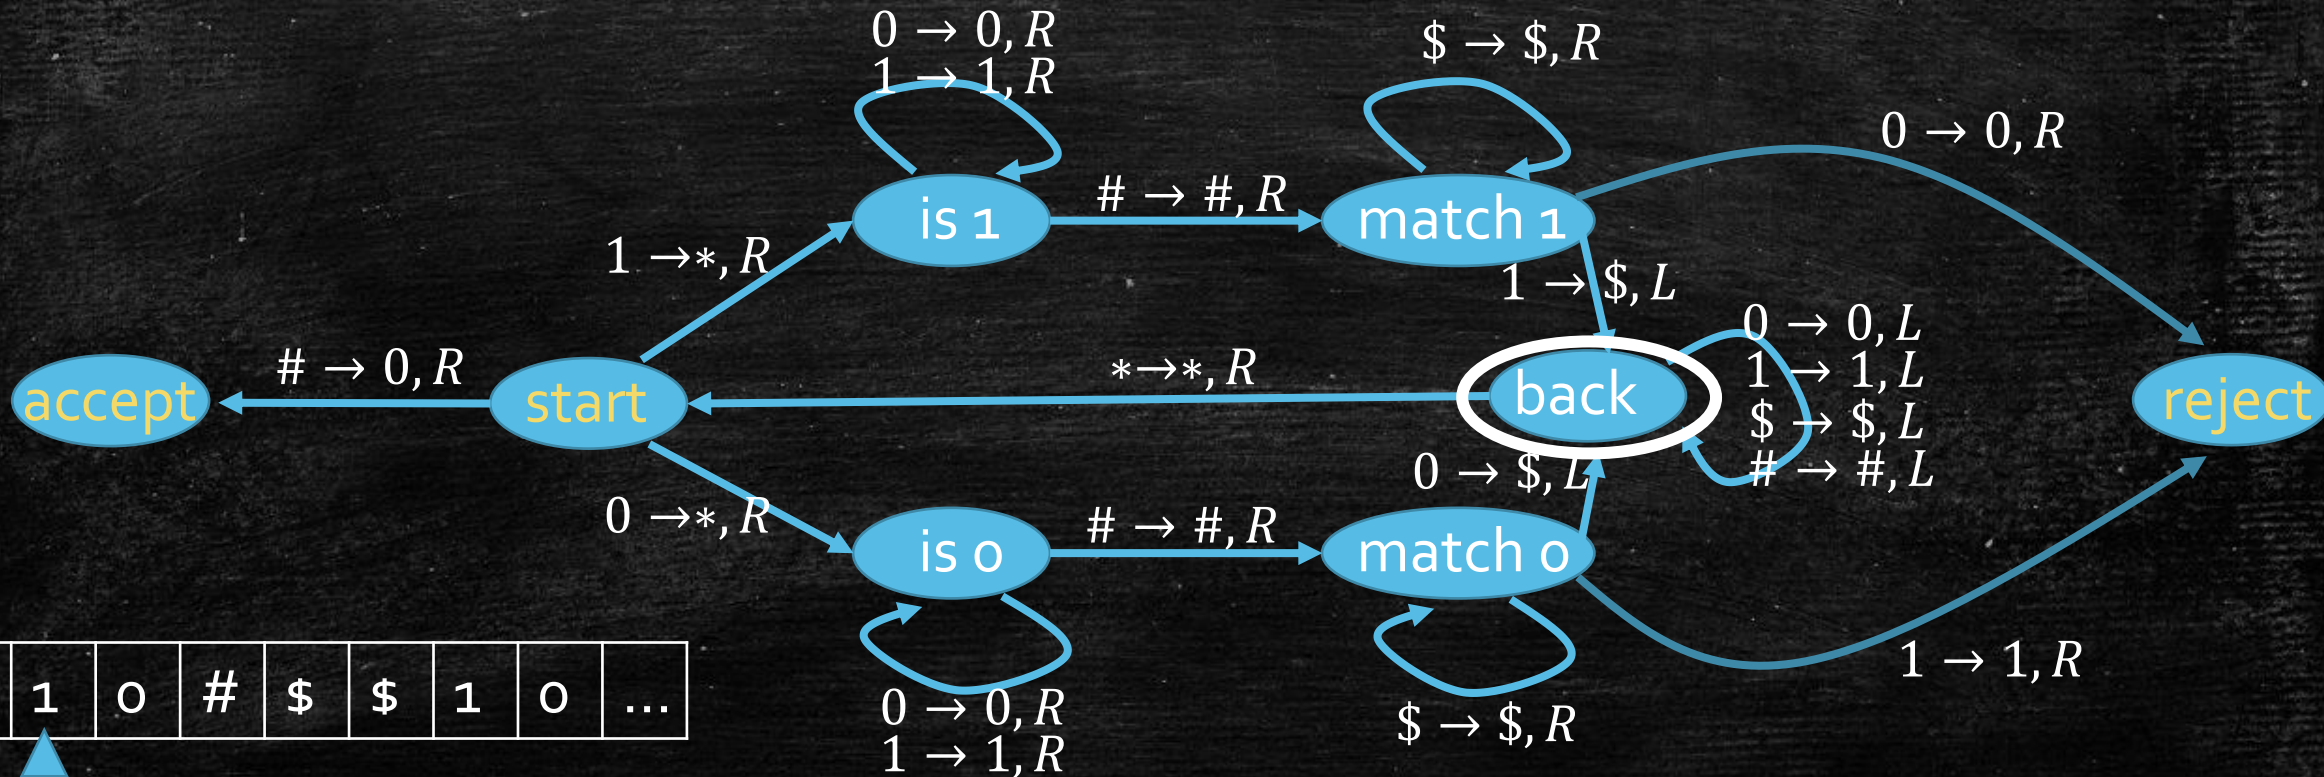 0 → 0, R
1 → 1, R
$ → $, R
0 → 0, R
is 1
# → #, R
match 1
1 →*, R
1 → $, L
accept
# → 0, R
start
*→*, R
back
0 → 0, L
1 → 1, L
$ → $, L
# → #, L
reject
0 → $, L
0 →*, R
is 0
# → #, R
match 0
1 → 1, R
0 → 0, R
1 → 1, R
$ → $, R
1 0 # $ $ 1 0 ...